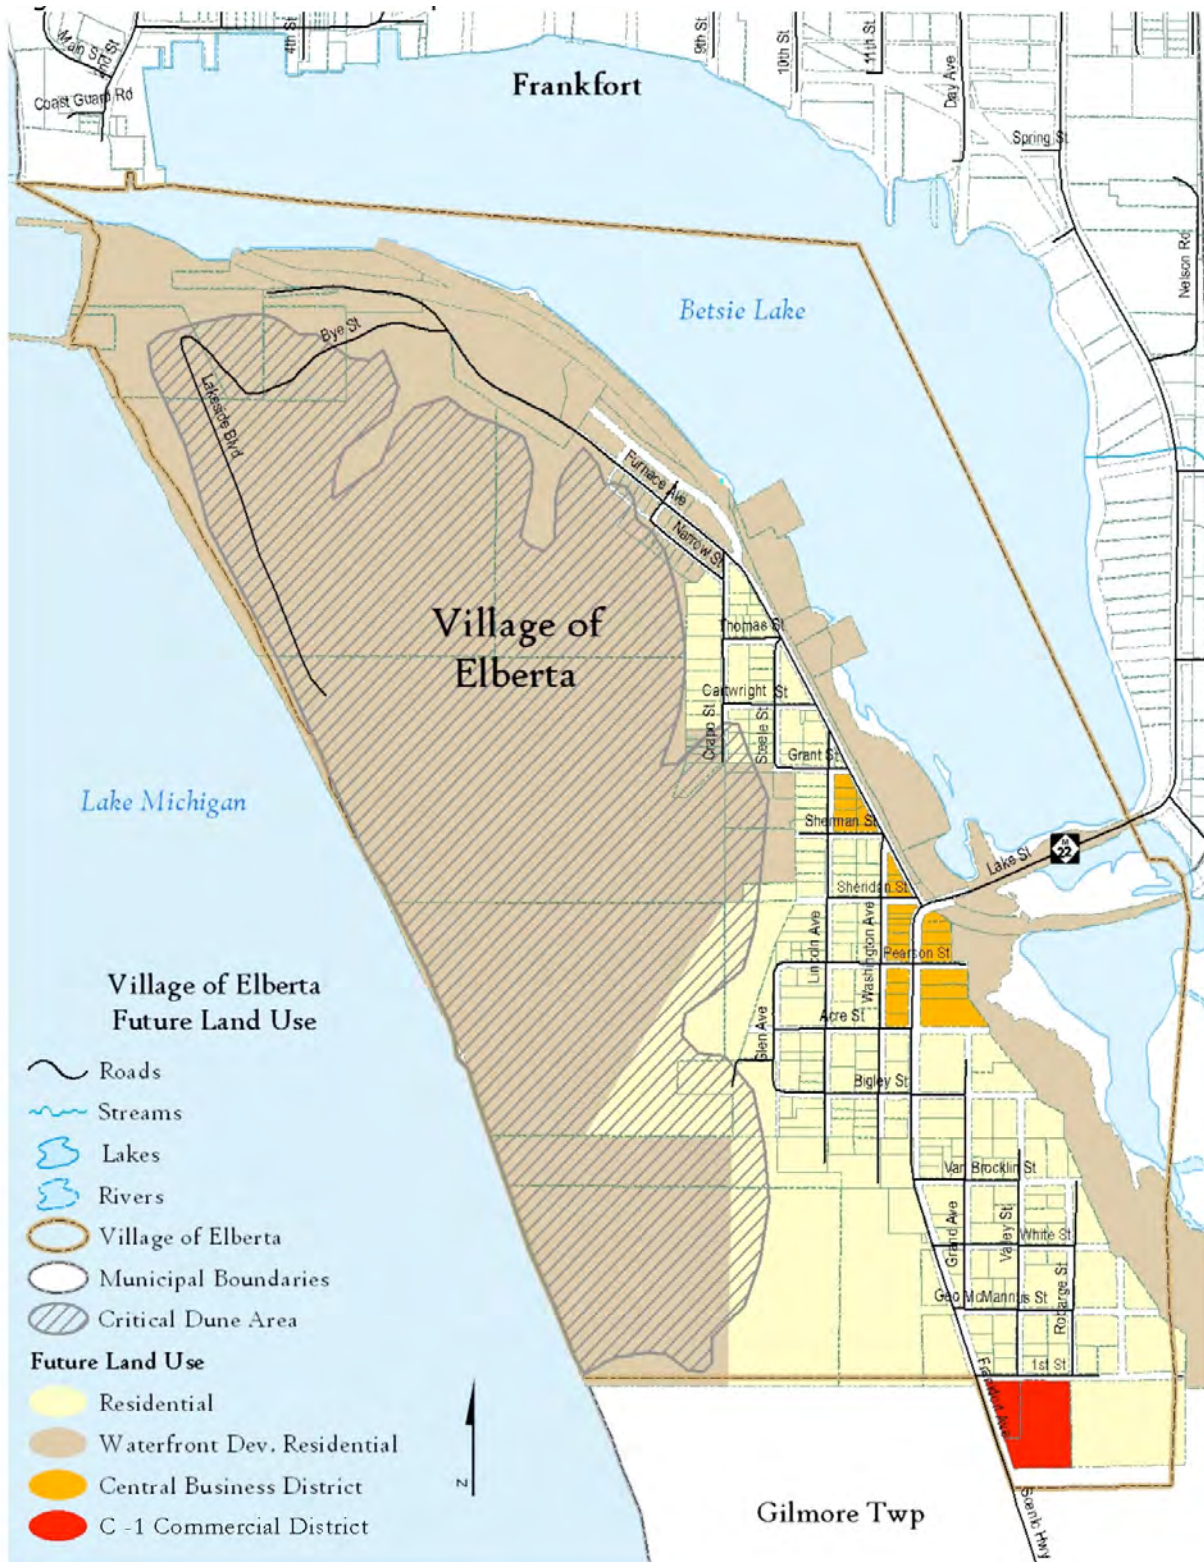 Main St
2nd St
4th St
9th St
10th St
11th St
Day Ave
Coast Guard Rd
Frankfort
Spring St
Nelson Rd
Betsie Lake
Bye St
Lakeside Blvd
Furnace Ave
Narrow St
Village of
Elberta
Thomas St
Cartwright St
Crapo St
Steele St
Grant St
Lake Michigan
Sherman St
Lake St
M
22
Sheridan St
Lincoln Ave
Washington Ave
Pearson St
Village of Elberta
Future Land Use
Acre St
Glen Ave
Roads
Bigley St
Streams
Lakes
Van Brocklin St
Rivers
Grand Ave
Valley St
White St
Village of Elberta
Municipal Boundaries
Geo McMannus St
Robarge St
Critical Dune Area
Future Land Use
1st St
Frankfort Ave
Residential
Waterfront Dev. Residential
Central Business District
Z
Scenic Hwy
Gilmore Twp
C -1 Commercial District